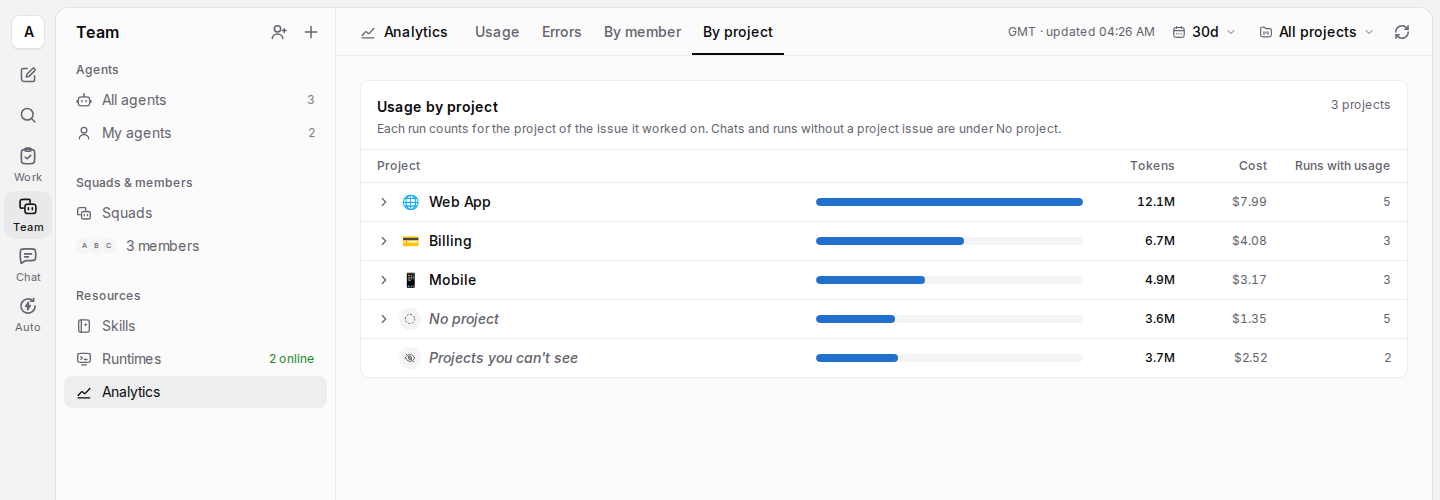 A
Work
Team
Chat
Auto
Team
Agents
All agents 3
My agents 2
Squads & members
Squads
A B C 3 members
Resources
Skills
Runtimes 2 online
Analytics
Analytics Usage Errors By member By project GMT · updated 04:26 AM 30d All projects
Usage by project 3 projects
Each run counts for the project of the issue it worked on. Chats and runs without a project issue are under No project.
Project Tokens Cost Runs with usage
Web App 12.1M $7.99 5
Billing 6.7M $4.08 3
Mobile 4.9M $3.17 3
No project 3.6M $1.35 5
Projects you can't see 3.7M $2.52 2